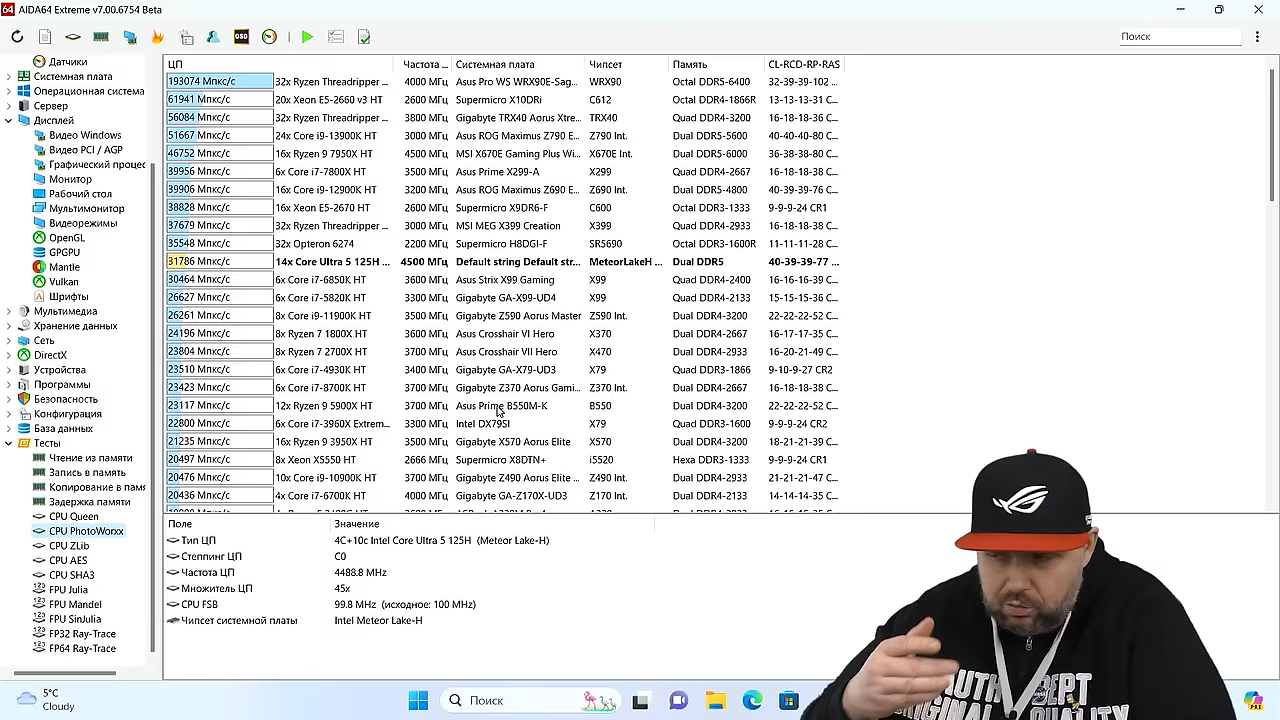 64 AIDA64 Extreme v7.00.6754 Beta
OSD
Поиск
Датчики
Системная плата
Операционная система
Сервер
Дисплей
Видео Windows
Видео PCI / AGP
Графический процес
Монитор
Рабочий стол
Мультимонитор
Видеорежимы
OpenGL
GPGPU
Mantle
Vulkan
Шрифты
Мультимедиа
Хранение данных
Сеть
DirectX
Устройства
Программы
Безопасность
Конфигурация
База данных
Тесты
Чтение из памяти
Запись в память
Копирование в памя
Задержка памяти
CPU Queen
CPU PhotoWorxx
CPU ZLib
CPU AES
CPU SHA3
FPU Julia
FPU Mandel
FPU SinJulia
FP32 Ray-Trace
FP64 Ray-Trace
ЦП Частота ... Системная плата Чипсет Память CL-RCD-RP-RAS
193074 Мпкс/с 32x Ryzen Threadripper ... 4000 МГц Asus Pro WS WRX90E-Sag... WRX90 Octal DDR5-6400 32-39-39-102 ...
61941 Мпкс/с 20x Xeon E5-2660 v3 HT 2600 МГц Supermicro X10DRi C612 Octal DDR4-1866R 13-13-13-31 C...
56084 Мпкс/с 32x Ryzen Threadripper ... 3800 МГц Gigabyte TRX40 Aorus Xtre... TRX40 Quad DDR4-3200 16-18-18-36 C...
51667 Мпкс/с 24x Core i9-13900K HT 3000 МГц Asus ROG Maximus Z790 E... Z790 Int. Dual DDR5-5600 40-40-40-80 C...
46752 Мпкс/с 16x Ryzen 9 7950X HT 4500 МГц MSI X670E Gaming Plus Wi... X670E Int. Dual DDR5-6000 36-38-38-80 C...
39956 Мпкс/с 6x Core i7-7800X HT 3500 МГц Asus Prime X299-A X299 Quad DDR4-2667 16-18-18-38 C...
39906 Мпкс/с 16x Core i9-12900K HT 3200 МГц Asus ROG Maximus Z690 E... Z690 Int. Dual DDR5-4800 40-39-39-76 C...
38828 Мпкс/с 16x Xeon E5-2670 HT 2600 МГц Supermicro X9DR6-F C600 Octal DDR3-1333 9-9-9-24 CR1
37679 Мпкс/с 32x Ryzen Threadripper ... 3000 МГц MSI MEG X399 Creation X399 Quad DDR4-2933 16-18-18-38 C...
35548 Мпкс/с 32x Opteron 6274 2200 МГц Supermicro H8DGI-F SR5690 Octal DDR3-1600R 11-11-11-28 C...
31786 Мпкс/с 14x Core Ultra 5 125H ... 4500 МГц Default string Default str... MeteorLakeH ... Dual DDR5 40-39-39-77 ...
30464 Мпкс/с 6x Core i7-6850K HT 3600 МГц Asus Strix X99 Gaming X99 Quad DDR4-2400 16-16-16-39 C...
26627 Мпкс/с 6x Core i7-5820K HT 3300 МГц Gigabyte GA-X99-UD4 X99 Quad DDR4-2133 15-15-15-36 C...
26261 Мпкс/с 8x Core i9-11900K HT 3500 МГц Gigabyte Z590 Aorus Master Z590 Int. Dual DDR4-3200 22-22-22-52 C...
24196 Мпкс/с 8x Ryzen 7 1800X HT 3600 МГц Asus Crosshair VI Hero X370 Dual DDR4-2667 16-17-17-35 C...
23804 Мпкс/с 8x Ryzen 7 2700X HT 3700 МГц Asus Crosshair VII Hero X470 Dual DDR4-2933 16-20-21-49 C...
23510 Мпкс/с 6x Core i7-4930K HT 3400 МГц Gigabyte GA-X79-UD3 X79 Quad DDR3-1866 9-10-9-27 CR2
23423 Мпкс/с 6x Core i7-8700K HT 3700 МГц Gigabyte Z370 Aorus Gami... Z370 Int. Dual DDR4-2667 16-18-18-38 C...
23117 Мпкс/с 12x Ryzen 9 5900X HT 3700 МГц Asus Prime B550M-K B550 Dual DDR4-3200 22-22-22-52 C...
22800 Мпкс/с 6x Core i7-3960X Extrem... 3300 МГц Intel DX79SI X79 Quad DDR3-1600 9-9-9-24 CR2
21235 Мпкс/с 16x Ryzen 9 3950X HT 3500 МГц Gigabyte X570 Aorus Elite X570 Dual DDR4-3200 18-21-21-39 C...
20497 Мпкс/с 8x Xeon X5550 HT 2666 МГц Supermicro X8DTN+ i5520 Hexa DDR3-1333 9-9-9-24 CR1
20476 Мпкс/с 10x Core i9-10900K HT 3700 МГц Gigabyte Z490 Aorus Elite ... Z490 Int. Dual DDR4-2933 21-21-21-47 C...
20436 Мпкс/с 4x Core i7-6700K HT 4000 МГц Gigabyte GA-Z170X-UD3 Z170 Int. Dual DDR4-2133 14-14-14-35 C...
Поле Значение
Тип ЦП 4C+10c Intel Core Ultra 5 125H (Meteor Lake-H)
Степпинг ЦП C0
Частота ЦП 4488.8 MHz
Множитель ЦП 45x
CPU FSB 99.8 MHz (исходное: 100 MHz)
Чипсет системной платы Intel Meteor Lake-H
AUTH DEPT
ORIGINAL QUALITY
5°C
Cloudy
Поиск
PRE